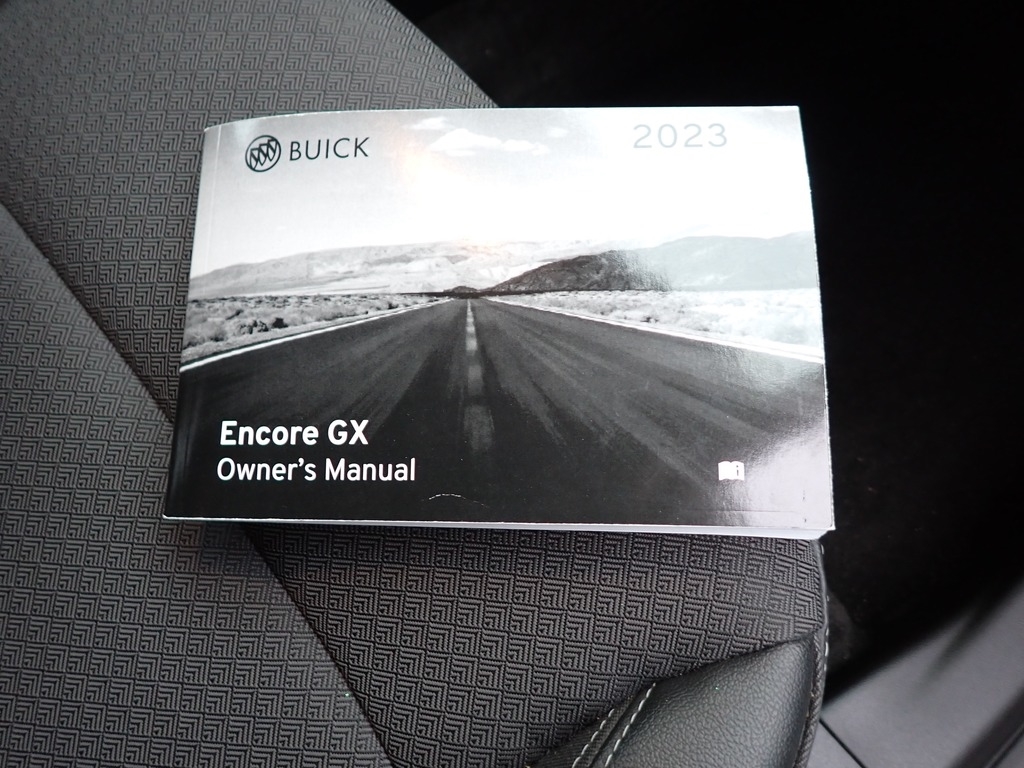 BUICK
2023
Encore GX
Owner's Manual